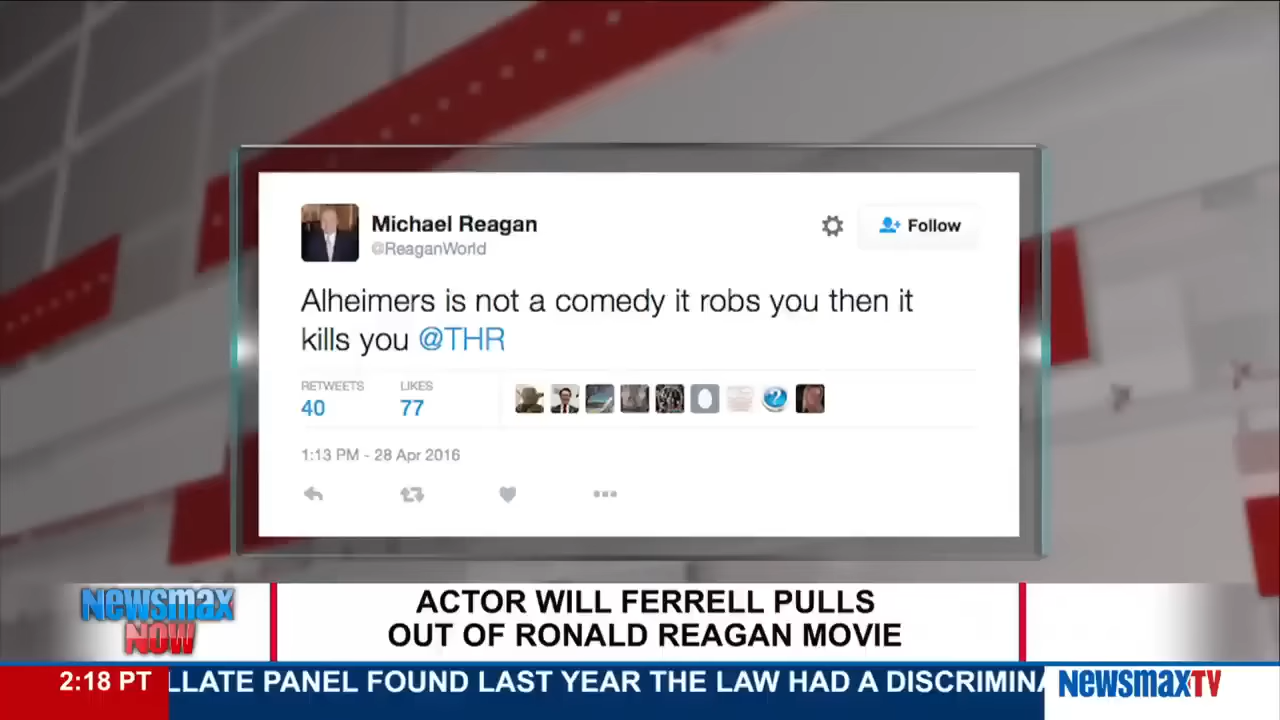 Michael Reagan
@ReaganWorld
Follow
Alheimers is not a comedy it robs you then it
kills you @THR
RETWEETS
LIKES
40
77
1:13 PM - 28 Apr 2016
Newsmax
NOW
ACTOR WILL FERRELL PULLS
OUT OF RONALD REAGAN MOVIE
2:18 PT
LLATE PANEL FOUND LAST YEAR THE LAW HAD A DISCRIMINA
NEWSMAXTV